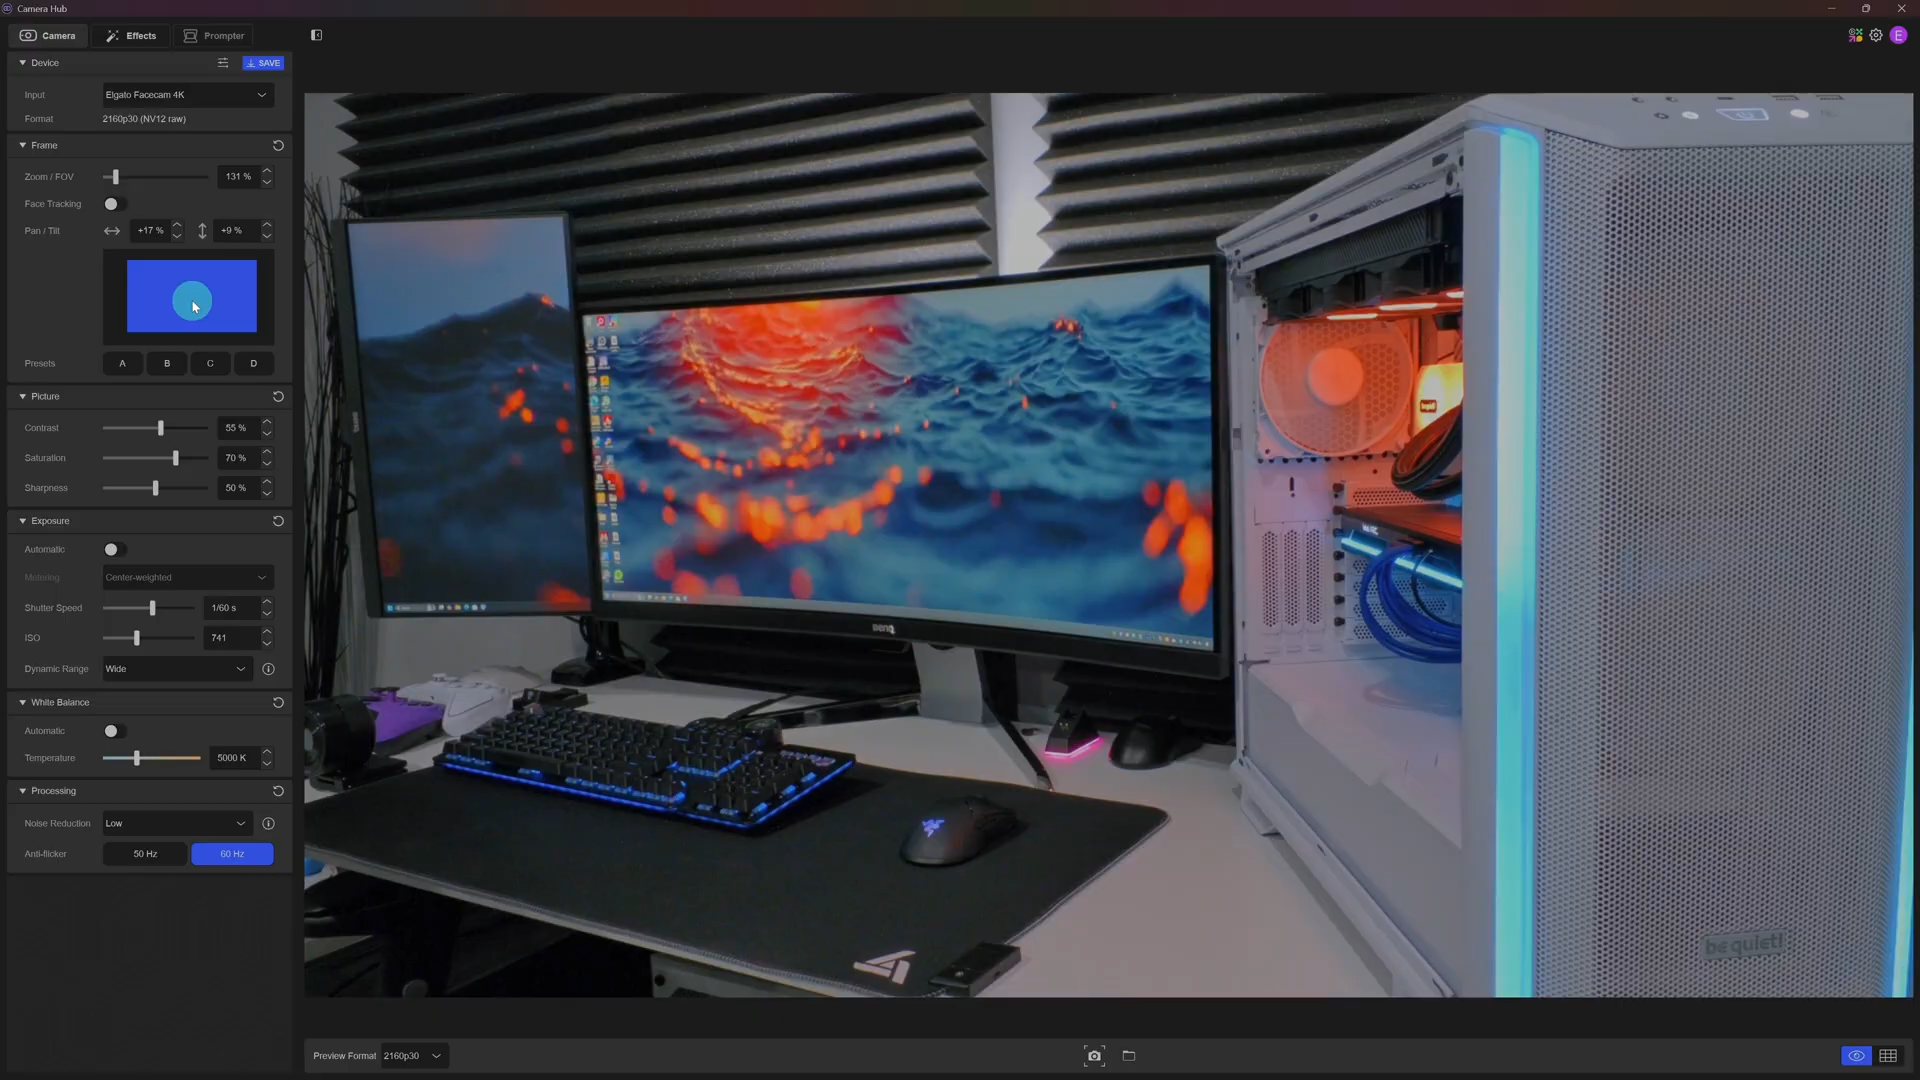 Camera Hub
Camera Effects Prompter
E
Device SAVE
Input Elgato Facecam 4K
Format 2160p30 (NV12 raw)
Frame
Zoom / FOV 131 %
Face Tracking
Pan / Tilt +17 % +9 %
Presets A B C D
Picture
Contrast 55 %
Saturation 70 %
Sharpness 50 %
Exposure
Automatic
Metering Center-weighted
Shutter Speed 1/60 s
ISO 741
Dynamic Range Wide
White Balance
Automatic
Temperature 5000 K
Processing
Noise Reduction Low
Anti-flicker 50 Hz 60 Hz
BenQ
be quiet!
Preview Format 2160p30